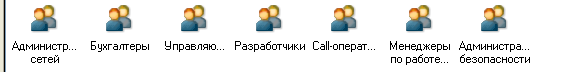 Администр... Бухгалтеры Управляю... Разработчики Call-операт... Менеджеры Администра...
сетей по работе... безопасности